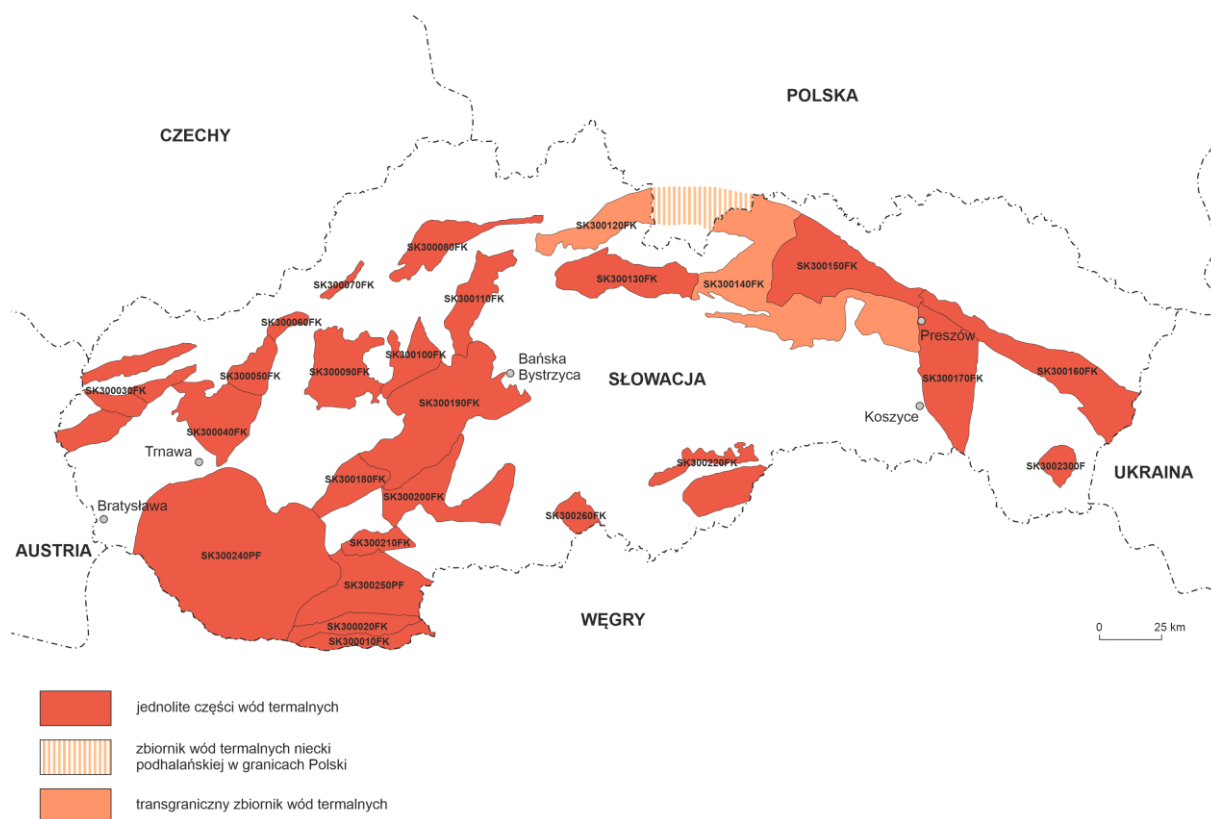 POLSKA
CZECHY
SK300120FK
SK300080FK
SK300150FK
SK300130FK
SK300140FK
SK300070FK
SK300110FK
SK300060FK
Preszów
SK300100FK
Bańska
Bystrzyca
SŁOWACJA
SK300050FK
SK300090FK
SK300160FK
SK300170FK
SK300030FK
SK300190FK
Koszyce
SK300040FK
Trnawa
SK300220FK
SK300180FK
UKRAINA
SK3002300F
SK300200FK
Bratysława
SK300260FK
SK300210FK
AUSTRIA
SK300240PF
SK300250PF
WĘGRY
SK300020FK
SK300010FK
0 25 km
jednolite części wód termalnych
zbiornik wód termalnych niecki
podhalańskiej w granicach Polski
transgraniczny zbiornik wód termalnych